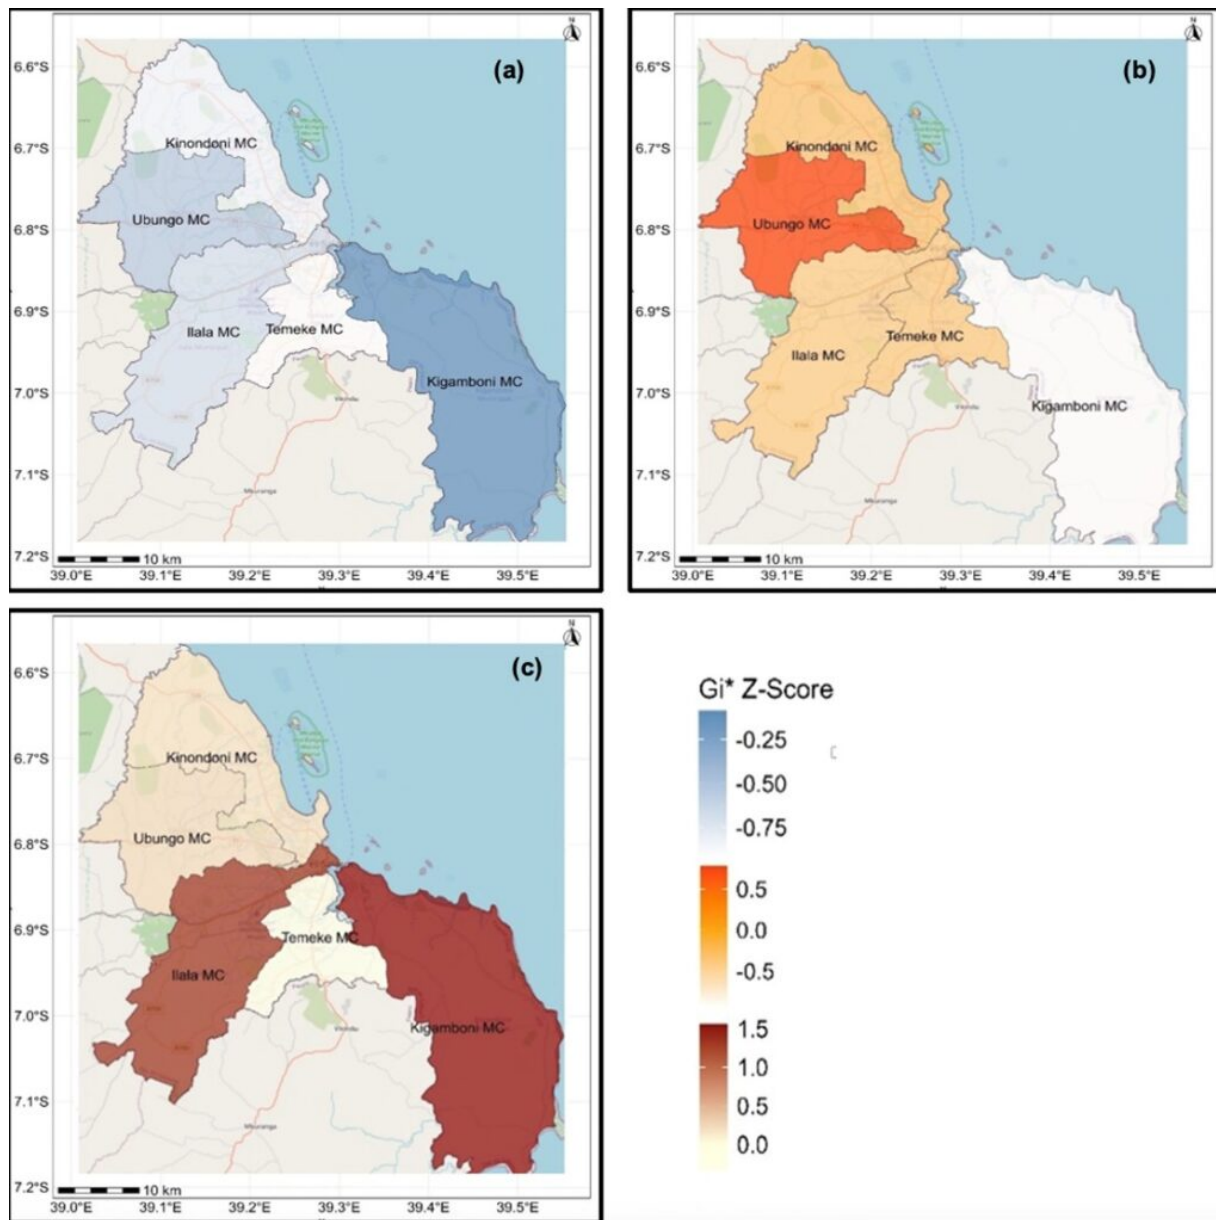 N
(a)
6.6°S
6.7°S
6.8°S
6.9°S
7.0°S
7.1°S
7.2°S
Kinondoni MC
Ubungo MC
Ilala MC
Temeke MC
Kigamboni MC
Vikindu
Mkuranga
10 km
39.0°E 39.1°E 39.2°E 39.3°E 39.4°E 39.5°E
N
(b)
6.6°S
6.7°S
6.8°S
6.9°S
7.0°S
7.1°S
7.2°S
Kinondoni MC
Ubungo MC
Temeke MC
Ilala MC
Kigamboni MC
Vikindu
Mkuranga
10 km
39.0°E 39.1°E 39.2°E 39.3°E 39.4°E 39.5°E
N
(c)
6.6°S
6.7°S
6.8°S
6.9°S
7.0°S
7.1°S
7.2°S
Kinondoni MC
Ubungo MC
Temeke MC
Ilala MC
Kigamboni MC
Vikindu
Mkuranga
10 km
39.0°E 39.1°E 39.2°E 39.3°E 39.4°E 39.5°E
Gi* Z-Score
-0.25
-0.50
-0.75
0.5
0.0
-0.5
1.5
1.0
0.5
0.0